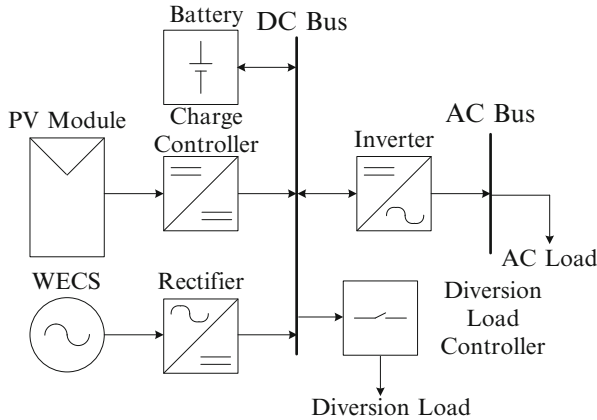 Battery
DC Bus
PV Module
Charge
Controller
Inverter
AC Bus
AC Load
WECS
Rectifier
Diversion
Load
Controller
Diversion Load